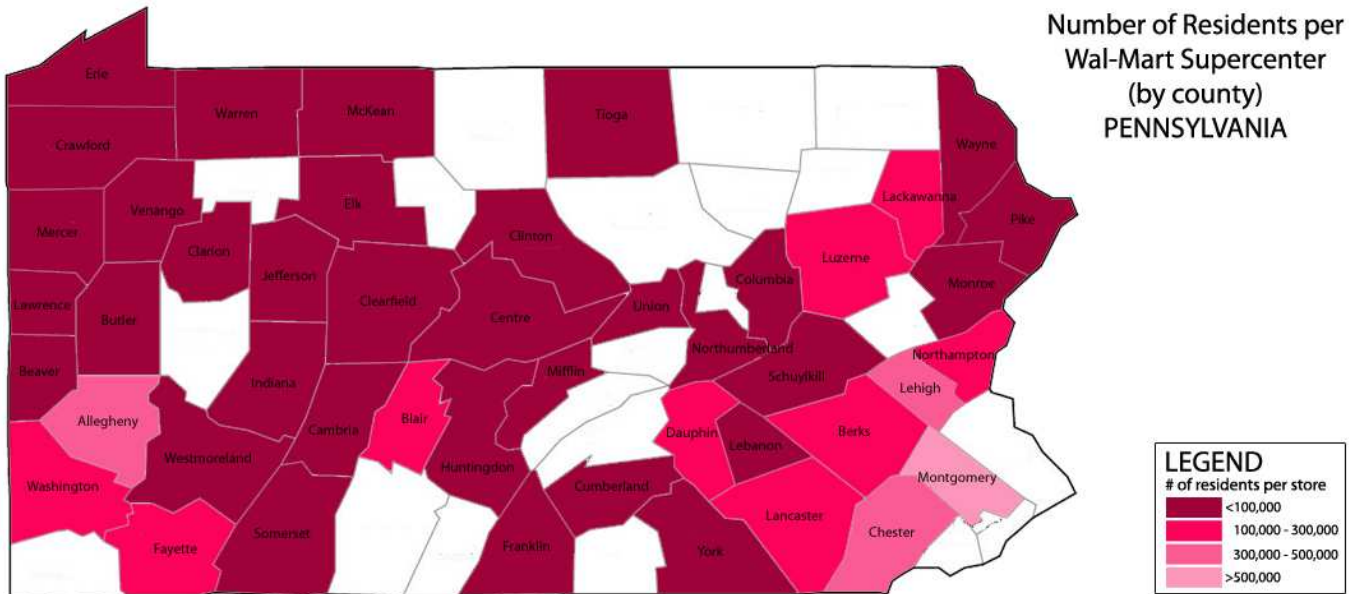 Number of Residents per
Wal-Mart Supercenter
(by county)
PENNSYLVANIA
Erie
Warren
McKean
Tioga
Crawford
Wayne
Lackawanna
Venango
Elk
Pike
Mercer
Clinton
Clarion
Luzerne
Jefferson
Columbia
Monroe
Clearfield
Lawrence
Union
Butler
Centre
Northumberland
Northampton
Beaver
Mifflin
Schuylkill
Indiana
Lehigh
Allegheny
Blair
Cambria
Dauphin
Berks
Lebanon
Westmoreland
Huntingdon
Montgomery
Washington
Cumberland
Lancaster
Somerset
Chester
Fayette
Franklin
York
LEGEND
# of residents per store
<100,000
100,000 - 300,000
300,000 - 500,000
>500,000